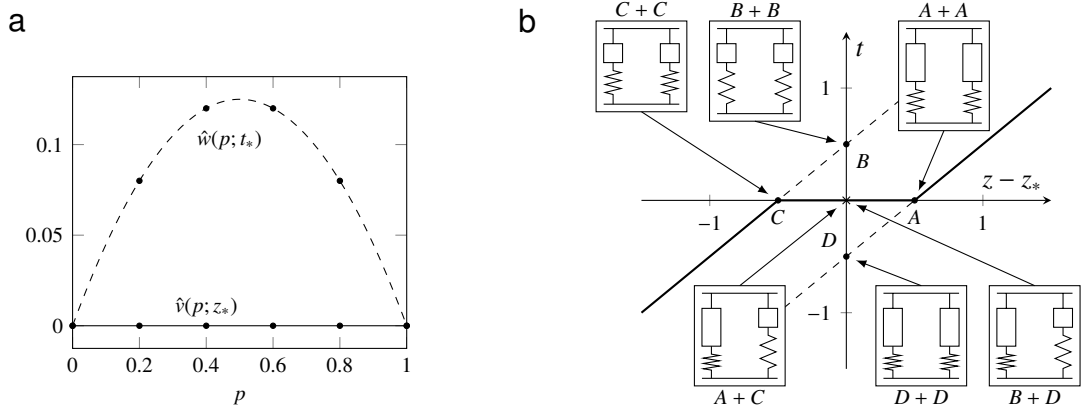 a
0.1
0.05
0
ŵ(p; t*)
v̂(p; z*)
0 0.2 0.4 0.6 0.8 1
p
b
C + C B + B A + A
t
1
B
z − z*
-1 C A 1
D
−1
A + C D + D B + D